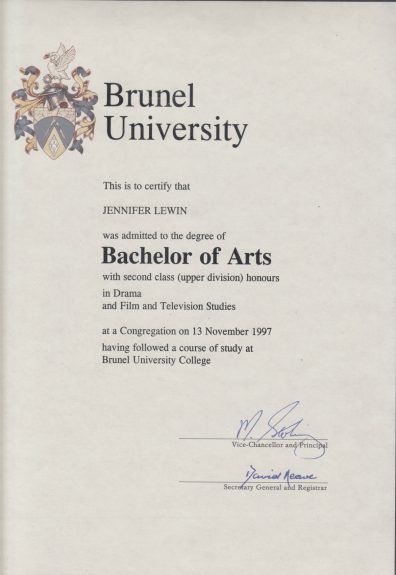 Brunel
University
This is to certify that
JENNIFER LEWIN
was admitted to the degree of
Bachelor of Arts
with second class (upper division) honours
in Drama
and Film and Television Studies
at a Congregation on 13 November 1997
having followed a course of study at
Brunel University College
Vice-Chancellor and Principal
David Neave
Secretary General and Registrar